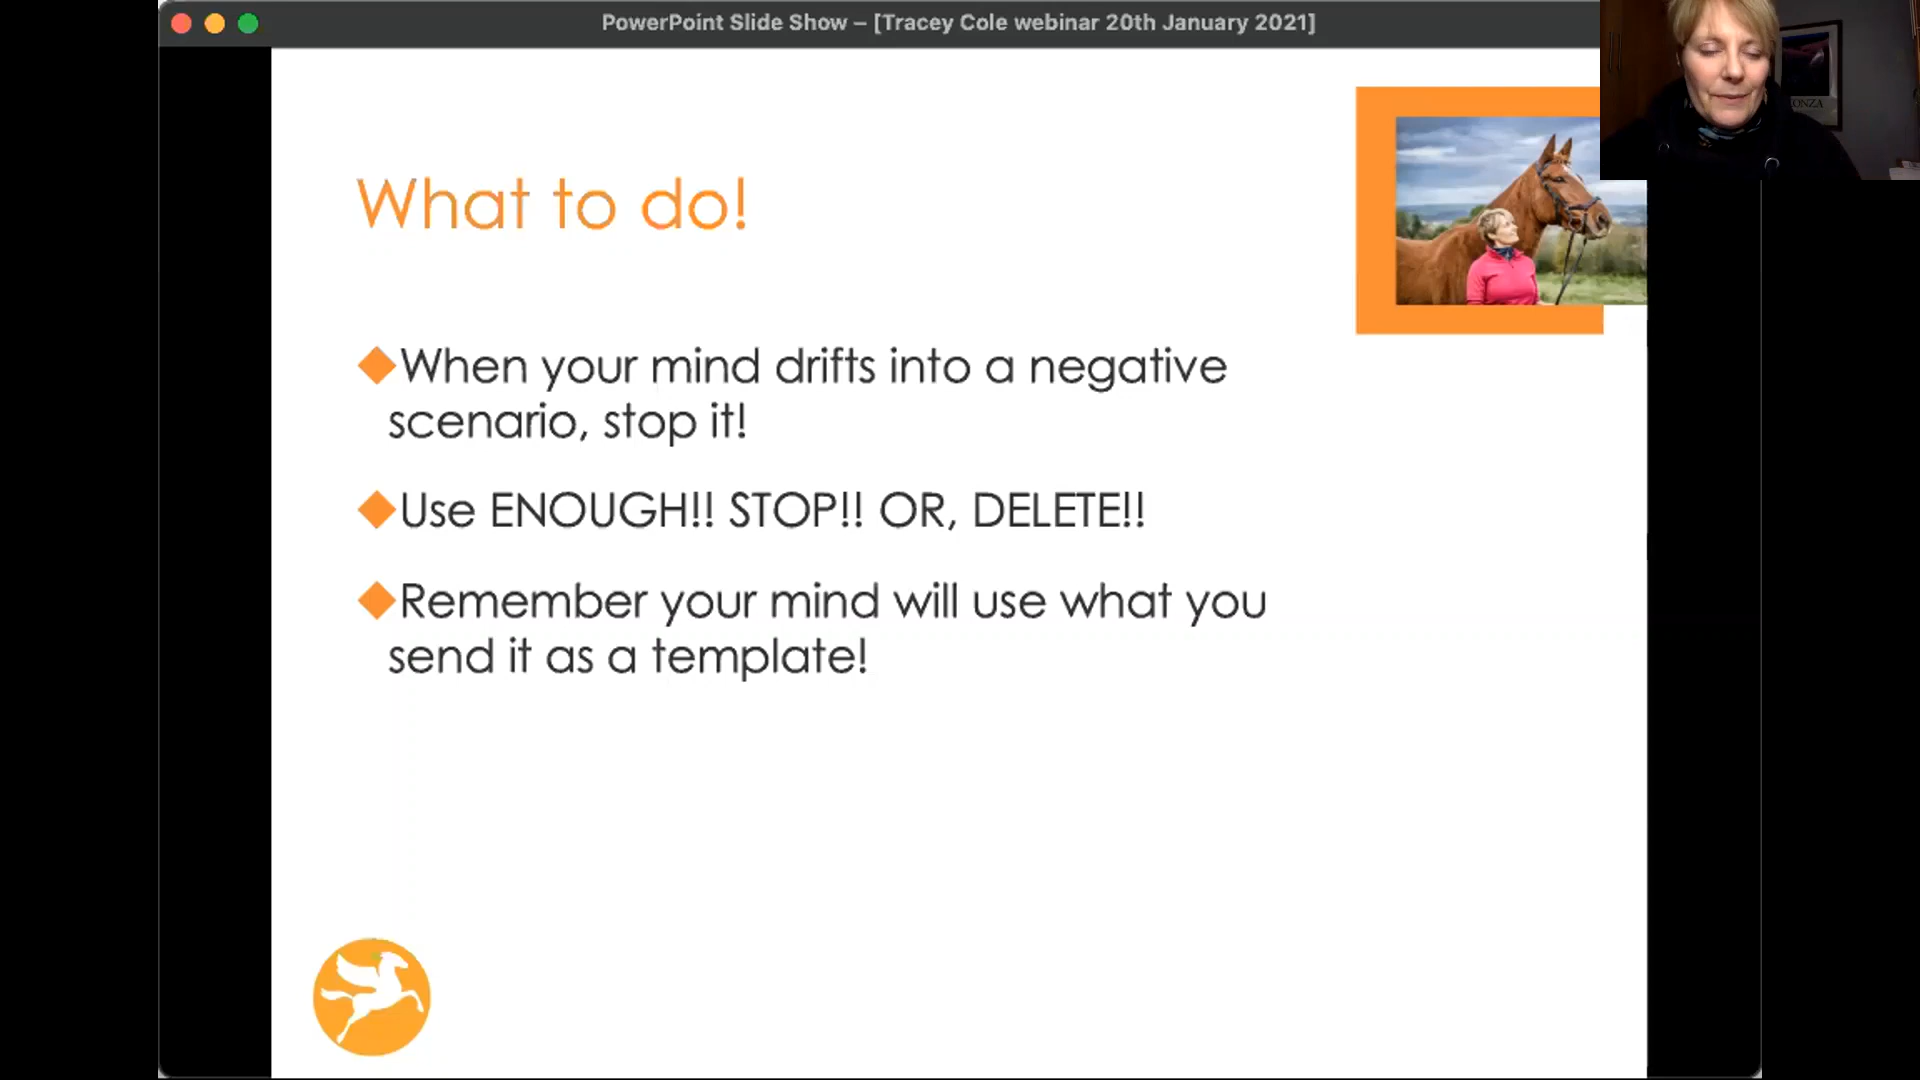 PowerPoint Slide Show – [Tracey Cole webinar 20th January 2021]
ONZA
What to do!
When your mind drifts into a negative
scenario, stop it!
Use ENOUGH!! STOP!! OR, DELETE!!
Remember your mind will use what you
send it as a template!